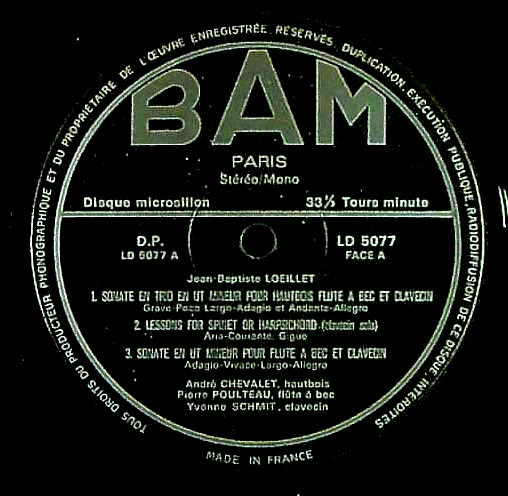 TOUS DROITS DU PRODUCTEUR PHONOGRAPHIQUE ET DU PROPRIÉTAIRE DE L'ŒUVRE ENREGISTRÉE RÉSERVÉS. DUPLICATION, EXECUTION PUBLIQUE, RADIODIFFUSION DE CE DISQUE INTERDITES
BAM
PARIS
Stéréo/Mono
Disque microsillon 33⅓ Tours minute
D.P. LD 5077
LD 5077 A FACE A
Jean-Baptiste LOEILLET
1. SONATE EN TRIO EN UT MINEUR POUR HAUTBOIS FLUTE A BEC ET CLAVECIN
Grave-Poco Largo-Adagio et Andante-Allegro
2. LESSONS FOR SPINET OR HARPSICHORD (clavecin solo)
Aria-Courante, Gigue
3. SONATE EN UT MINEUR POUR FLUTE A BEC ET CLAVECIN
Adagio-Vivace-Largo-Allegro
André CHEVALET, hautbois
Pierre POULTEAU, flûte à bec
Yvonne SCHMIT, clavecin
MADE IN FRANCE